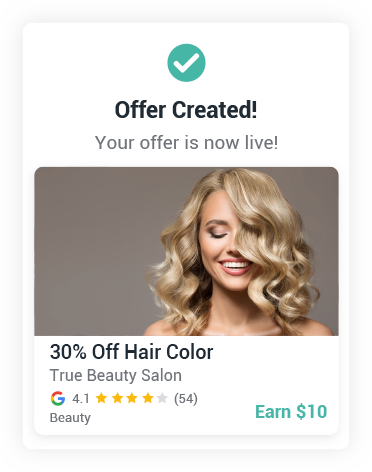 Offer Created!
Your offer is now live!
30% Off Hair Color
True Beauty Salon
4.1 (54)
Beauty
Earn $10